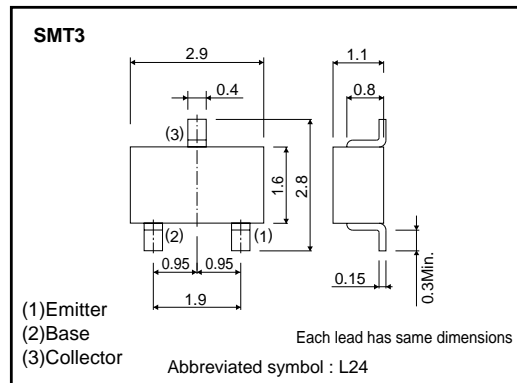 SMT3
2.9
1.1
0.4
0.8
(3)
1.6
2.8
(2)
(1)
0.95
0.95
0.15
0.3Min.
1.9
(1)Emitter
(2)Base
(3)Collector
Each lead has same dimensions
Abbreviated symbol : L24